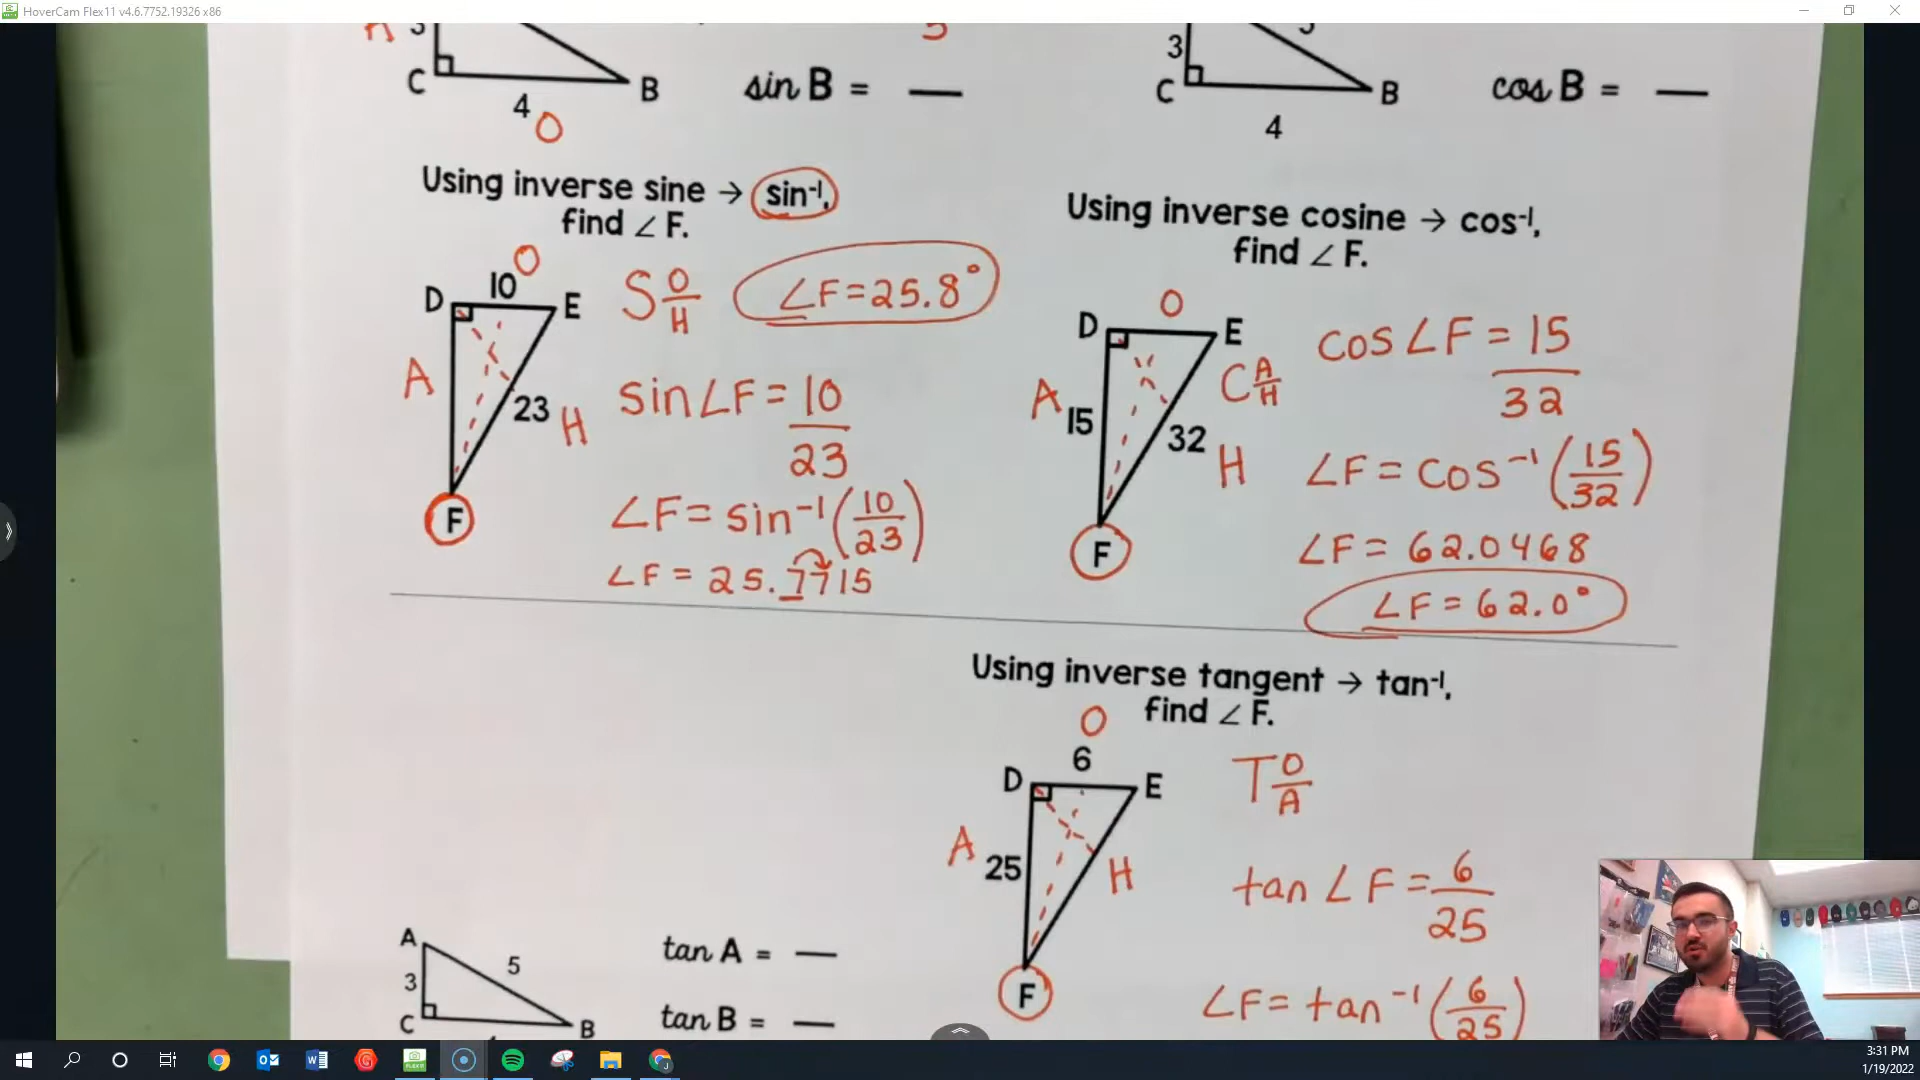 HoverCam Flex11 v4.6.7752.19326 x86
A 3
C
B
4
O
sin B =
5
3
C
B
4
cos B =
Using inverse sine → sin⁻¹,
find ∠ F.
D
10
O
E
A
23
H
F
S O/H
∠F=25.8°
sin∠F = 10/23
∠F = sin⁻¹(10/23)
∠F = 25.7715
Using inverse cosine → cos⁻¹,
find ∠ F.
O
D
E
A
15
32
H
F
C A/H
cos∠F = 15/32
∠F = cos⁻¹(15/32)
∠F = 62.0468
∠F = 62.0°
Using inverse tangent → tan⁻¹,
find ∠ F.
O
6
D
E
A
25
H
F
T O/A
tan∠F = 6/25
∠F = tan⁻¹(6/25)
A
5
3
C
B
tan A =
tan B =
3:31 PM
1/19/2022